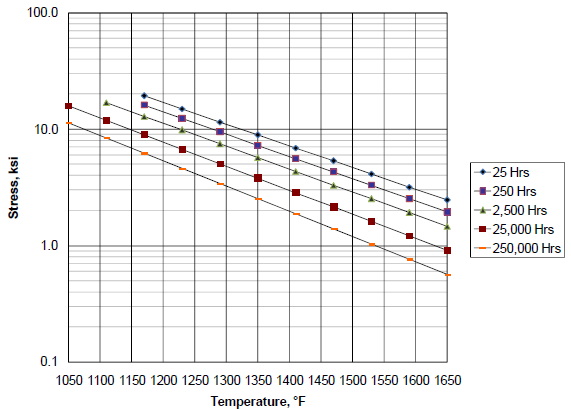 100.0
10.0
1.0
0.1
Stress, ksi
1050 1100 1150 1200 1250 1300 1350 1400 1450 1500 1550 1600 1650
Temperature, °F
25 Hrs
250 Hrs
2,500 Hrs
25,000 Hrs
250,000 Hrs